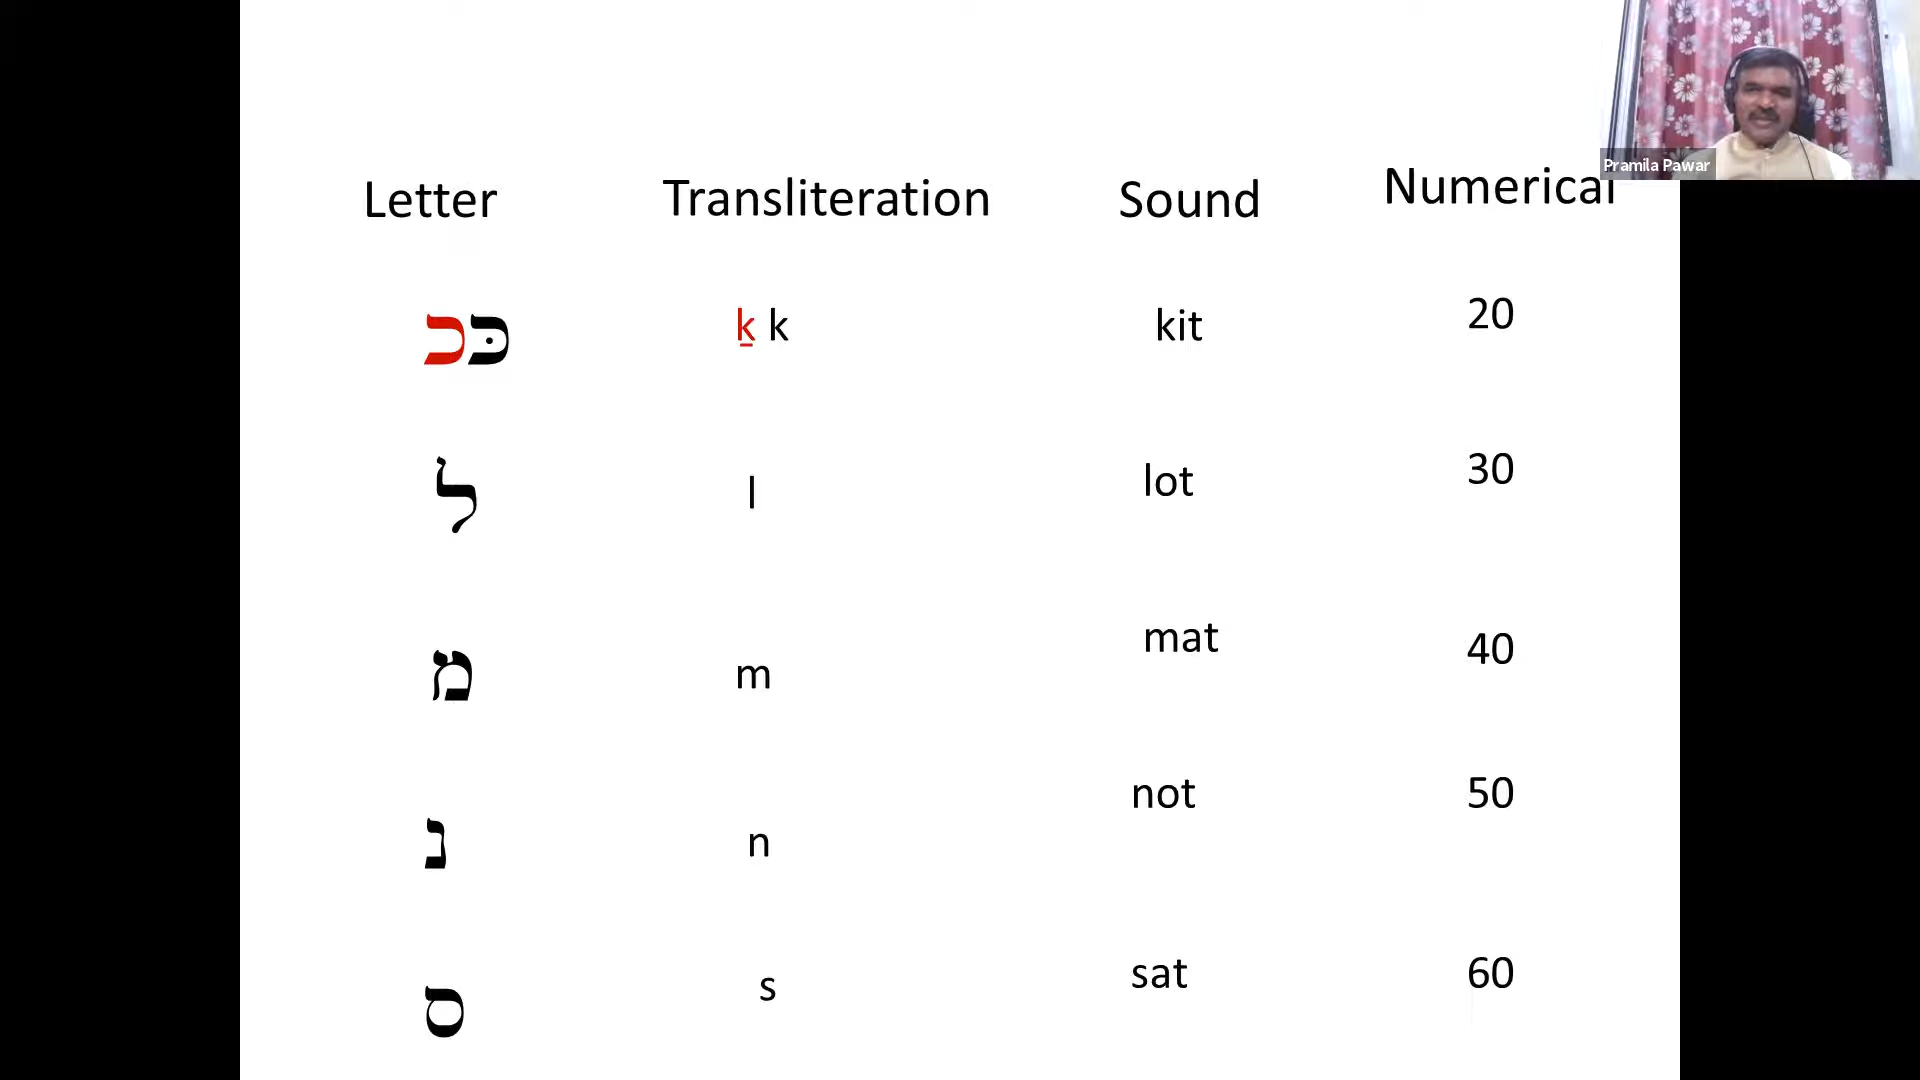 Pramila Pawar
Letter Transliteration Sound Numerical
כּכ ḵ k kit 20
ל l lot 30
מ m mat 40
נ n not 50
ס s sat 60